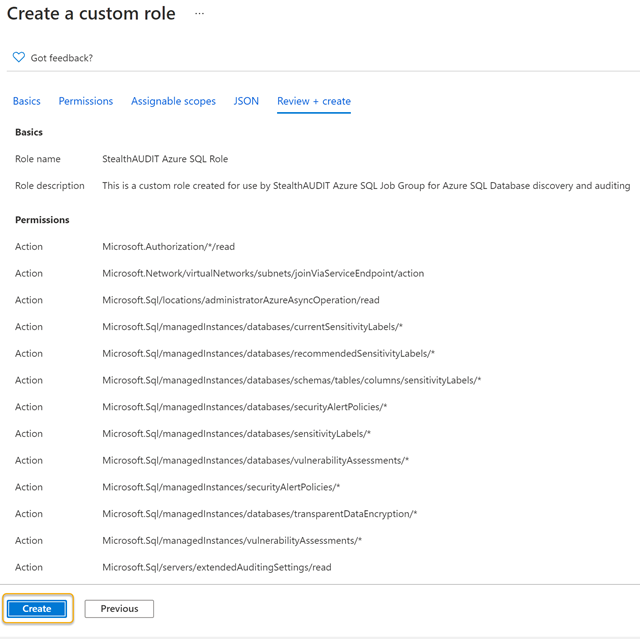 Create a custom role ...
Got feedback?
Basics Permissions Assignable scopes JSON Review + create
Basics
Role name StealthAUDIT Azure SQL Role
Role description This is a custom role created for use by StealthAUDIT Azure SQL Job Group for Azure SQL Database discovery and auditing
Permissions
Action Microsoft.Authorization/*/read
Action Microsoft.Network/virtualNetworks/subnets/joinViaServiceEndpoint/action
Action Microsoft.Sql/locations/administratorAzureAsyncOperation/read
Action Microsoft.Sql/managedInstances/databases/currentSensitivityLabels/*
Action Microsoft.Sql/managedInstances/databases/recommendedSensitivityLabels/*
Action Microsoft.Sql/managedInstances/databases/schemas/tables/columns/sensitivityLabels/*
Action Microsoft.Sql/managedInstances/databases/securityAlertPolicies/*
Action Microsoft.Sql/managedInstances/databases/sensitivityLabels/*
Action Microsoft.Sql/managedInstances/databases/vulnerabilityAssessments/*
Action Microsoft.Sql/managedInstances/securityAlertPolicies/*
Action Microsoft.Sql/managedInstances/databases/transparentDataEncryption/*
Action Microsoft.Sql/managedInstances/vulnerabilityAssessments/*
Action Microsoft.Sql/servers/extendedAuditingSettings/read
Create Previous